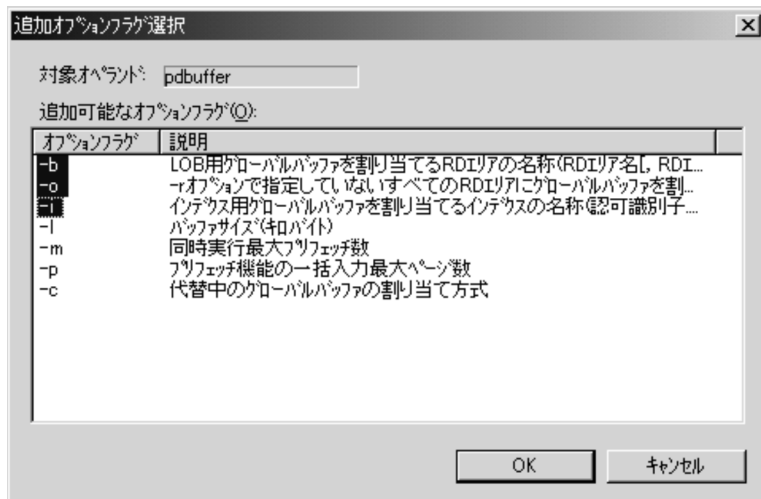 追加オプションフラグ選択
対象オペランド: pdbuffer
追加可能なオプションフラグ(O):
オプションフラグ 説明
-b LOB用グローバルバッファを割り当てるRDエリアの名称(RDエリア名[, RDエ...
-o -rオプションで指定していないすべてのRDエリアにグローバルバッファを割...
-i インデクス用グローバルバッファを割り当てるインデクスの名称(認可識別子....
-l バッファサイズ(キロバイト)
-m 同時実行最大プリフェッチ数
-p プリフェッチ機能の一括入力最大ページ数
-c 代替中のグローバルバッファの割り当て方式
OK キャンセル